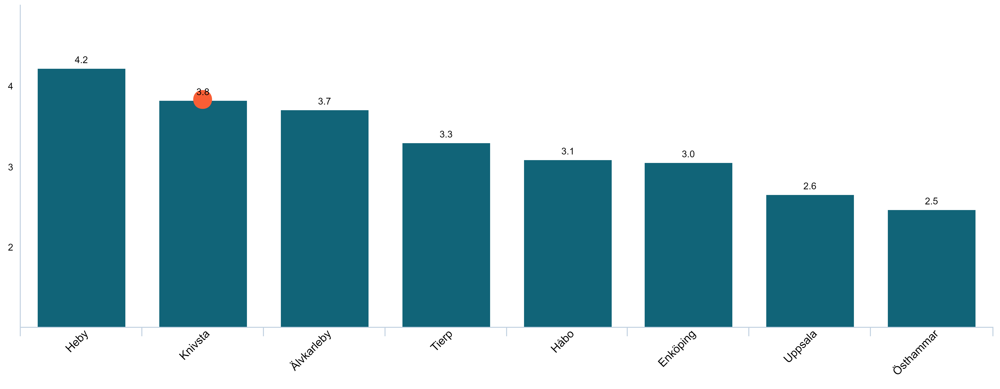 4.2
3.8
3.7
3.3
3.1
3.0
2.6
2.5
4
3
2
Heby
Knivsta
Älvkarleby
Tierp
Håbo
Enköping
Uppsala
Östhammar